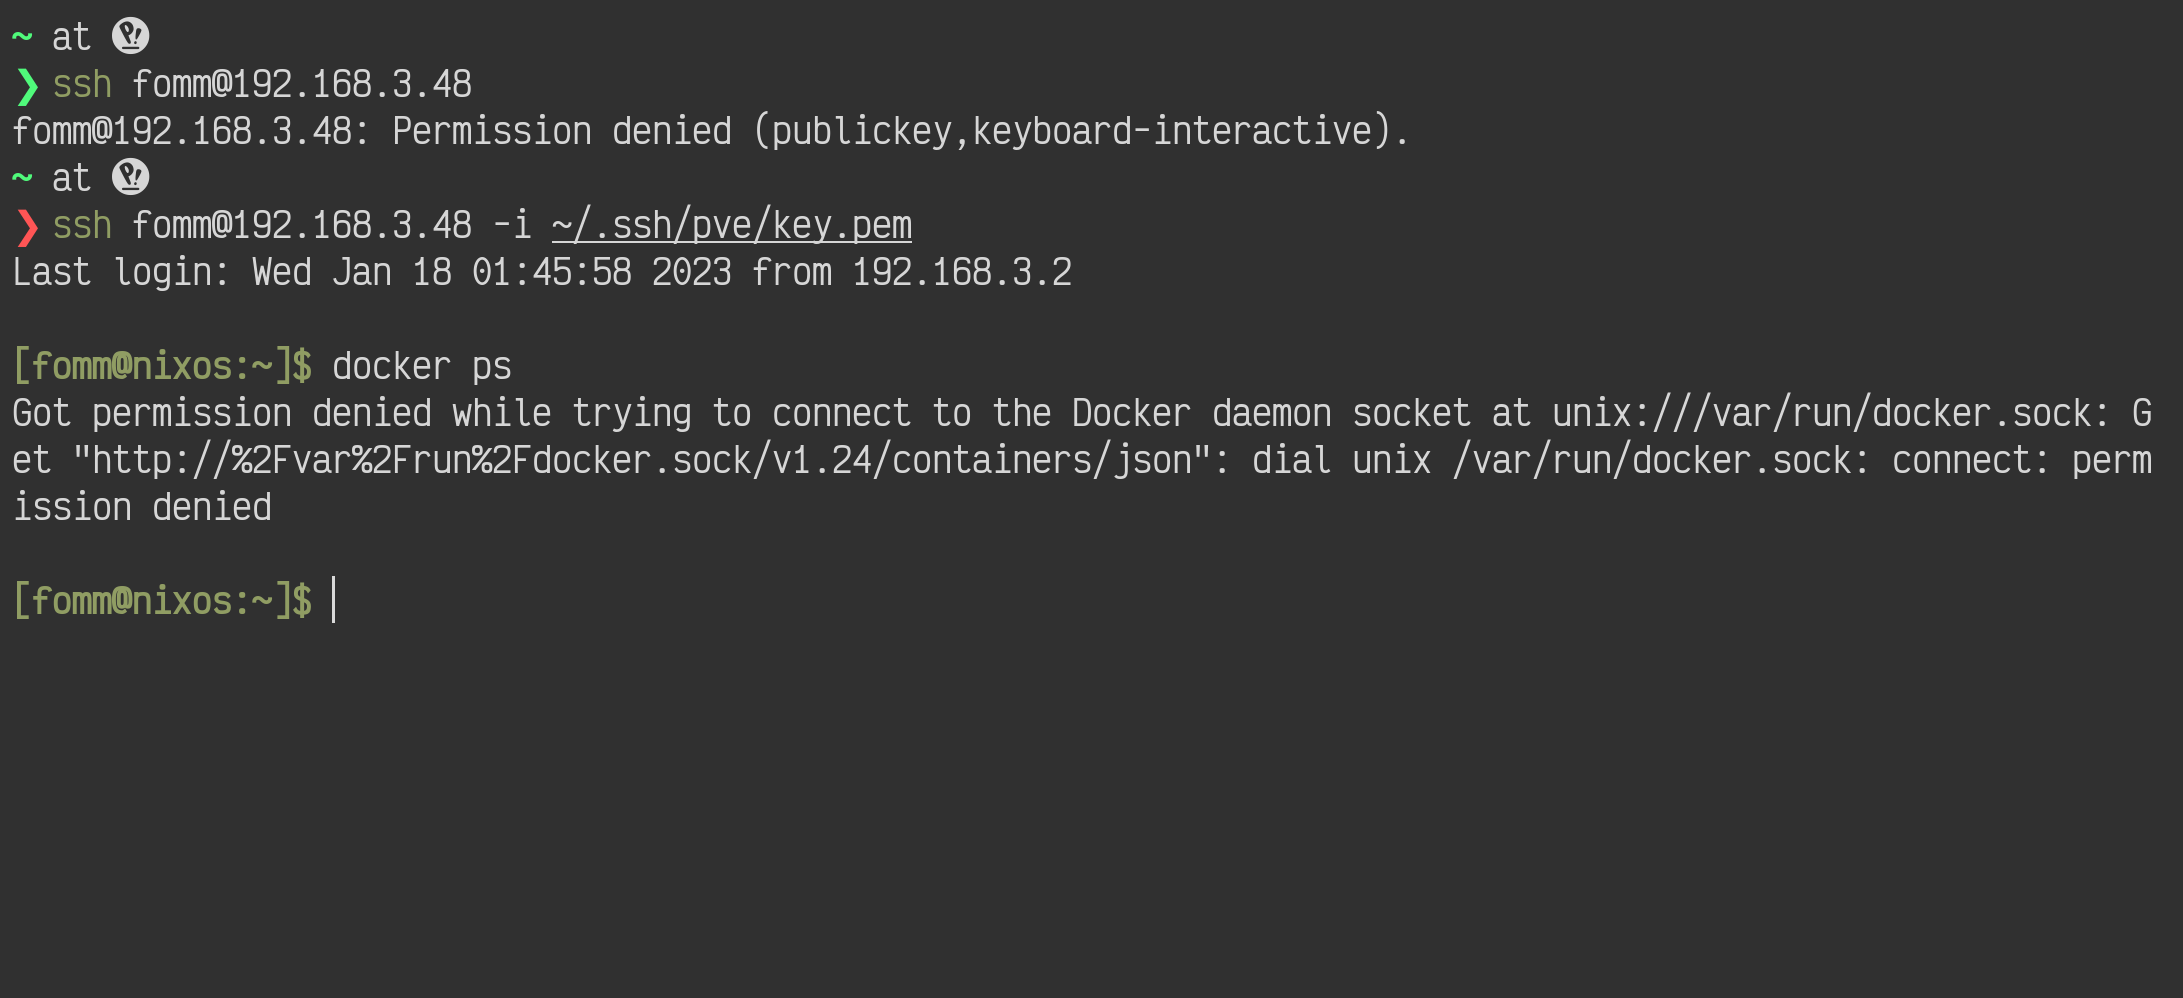 ~ at
❯ ssh fomm@192.168.3.48
fomm@192.168.3.48: Permission denied (publickey,keyboard-interactive).
~ at
❯ ssh fomm@192.168.3.48 -i ~/.ssh/pve/key.pem
Last login: Wed Jan 18 01:45:58 2023 from 192.168.3.2
[fomm@nixos:~]$ docker ps
Got permission denied while trying to connect to the Docker daemon socket at unix:///var/run/docker.sock: G
et "http://%2Fvar%2Frun%2Fdocker.sock/v1.24/containers/json": dial unix /var/run/docker.sock: connect: perm
ission denied
[fomm@nixos:~]$